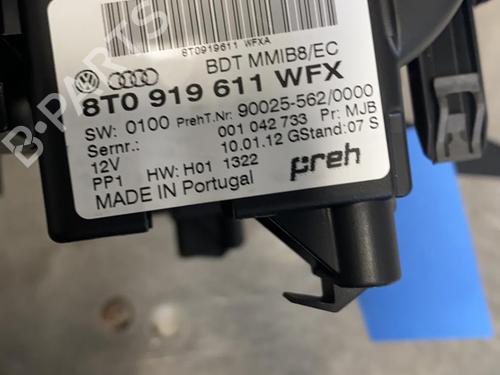 8T0919611 WFXA
BDT MMIB8/EC
8T0 919 611 WFX
SW: 0100 PrehT.Nr: 90025-562/0000
Sernr.: 001 042 733 Pr: MJB
12V 10.01.12 GStand: 07 S
PP1 HW: H01 1322
MADE IN Portugal
preh
B-PARTS